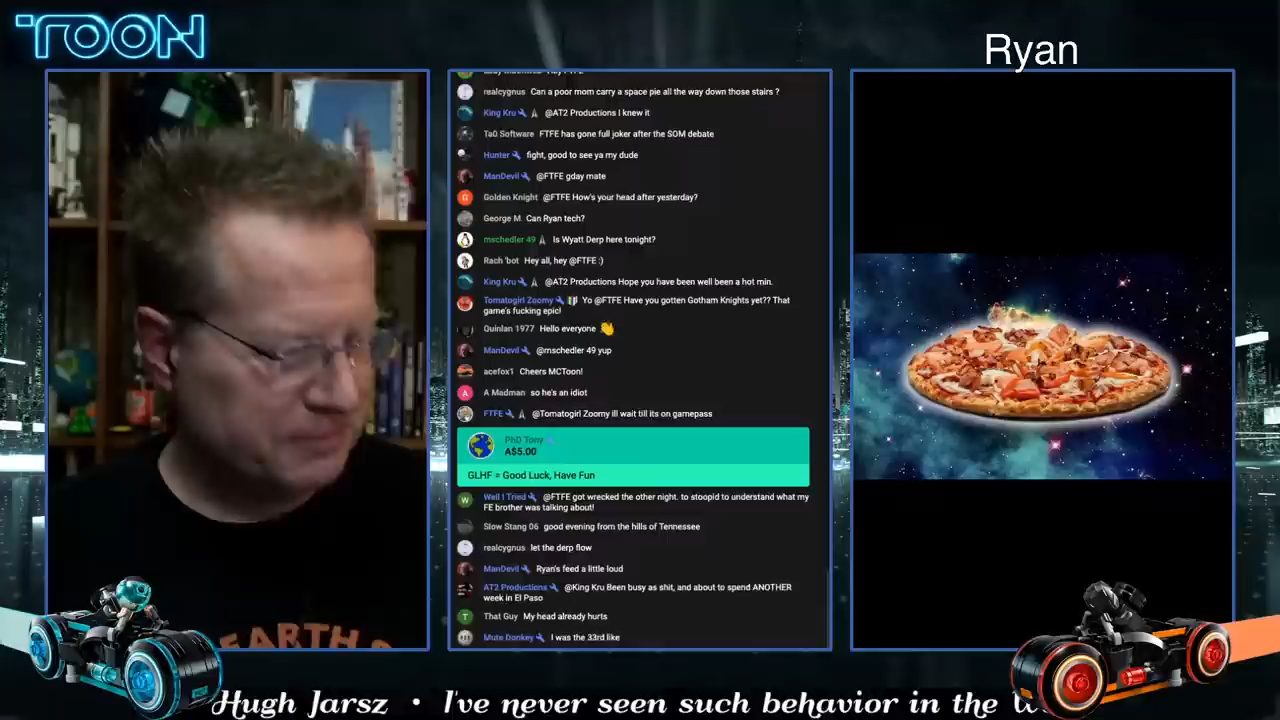 TOON
Ryan
realcygnus Can a poor mom carry a space pie all the way down those stairs ?
King Kru @AT2 Productions I knew it
Ta0 Software FTFE has gone full joker after the SOM debate
Hunter fight, good to see ya my dude
ManDevil @FTFE gday mate
Golden Knight @FTFE How's your head after yesterday?
George M Can Ryan tech?
mschedler 49 Is Wyatt Derp here tonight?
Rach 'bot Hey all, hey @FTFE :)
King Kru @AT2 Productions Hope you have been well been a hot min.
Tomatogirl Zoomy Yo @FTFE Have you gotten Gotham Knights yet?? That
game's fucking epic!
Quinlan 1977 Hello everyone
ManDevil @mschedler 49 yup
acefox1 Cheers MCToon!
A Madman so he's an idiot
FTFE @Tomatogirl Zoomy ill wait till its on gamepass
PhD Tony
A$5.00
GLHF = Good Luck, Have Fun
Well I Tried @FTFE got wrecked the other night. to stoopid to understand what my
FE brother was talking about!
Slow Stang 06 good evening from the hills of Tennessee
realcygnus let the derp flow
ManDevil Ryan's feed a little loud
AT2 Productions @King Kru Been busy as shit, and about to spend ANOTHER
week in El Paso
That Guy My head already hurts
Mute Donkey I was the 33rd like
EARTH
Hugh Jarsz • I've never seen such behavior in the